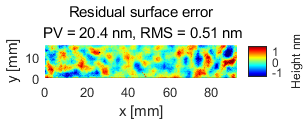 Residual surface error
PV = 20.4 nm, RMS = 0.51 nm
y [mm]
10
0
0 20 40 60 80
x [mm]
1
0
-1
Height nm